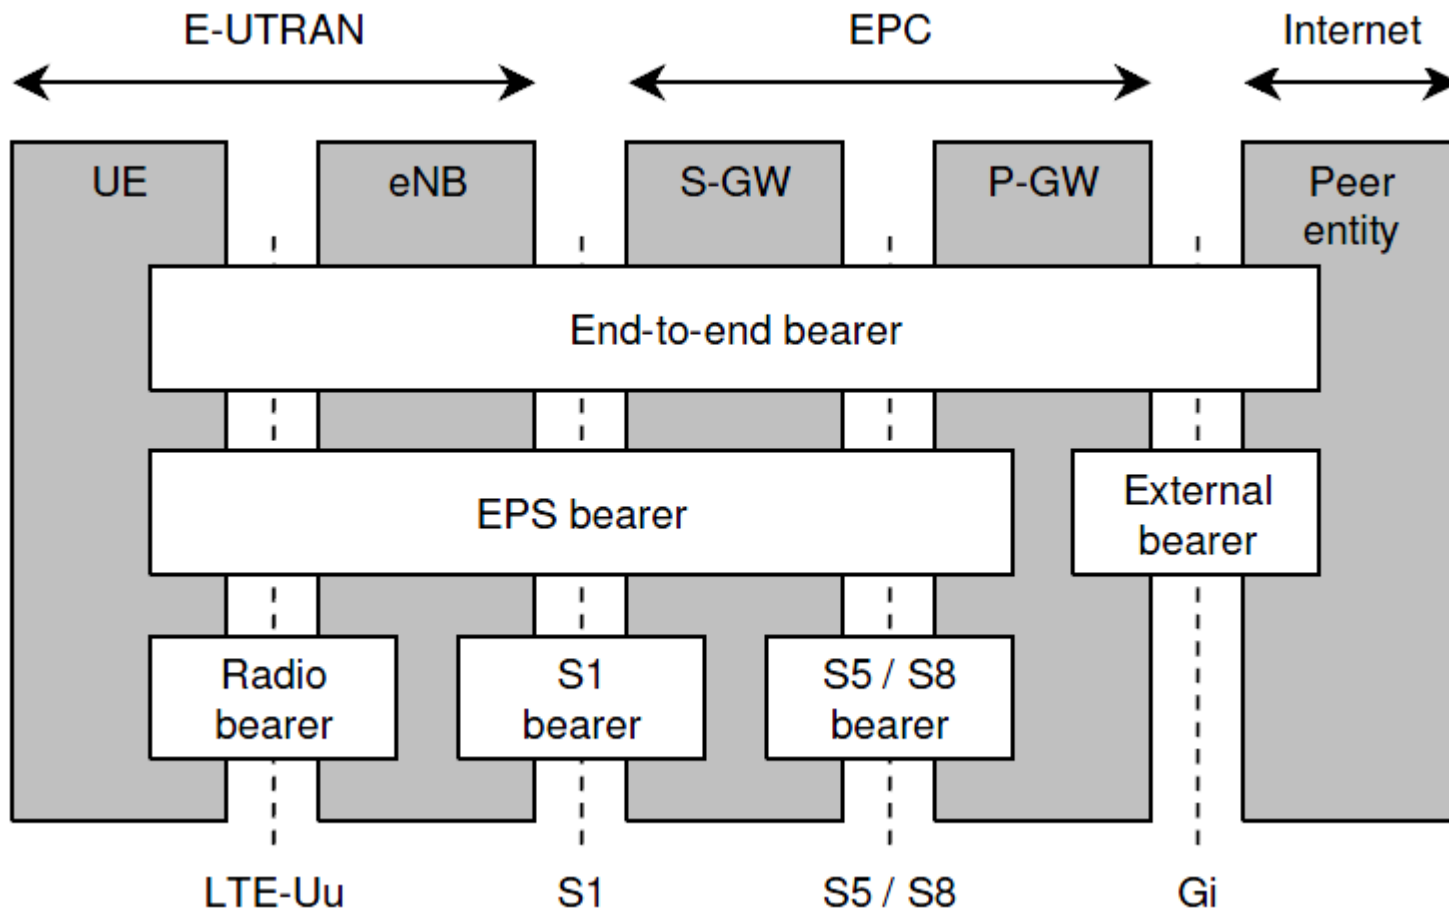 E-UTRAN
EPC
Internet
UE
eNB
S-GW
P-GW
Peer
entity
End-to-end bearer
EPS bearer
External
bearer
Radio
bearer
S1
bearer
S5 / S8
bearer
LTE-Uu
S1
S5 / S8
Gi